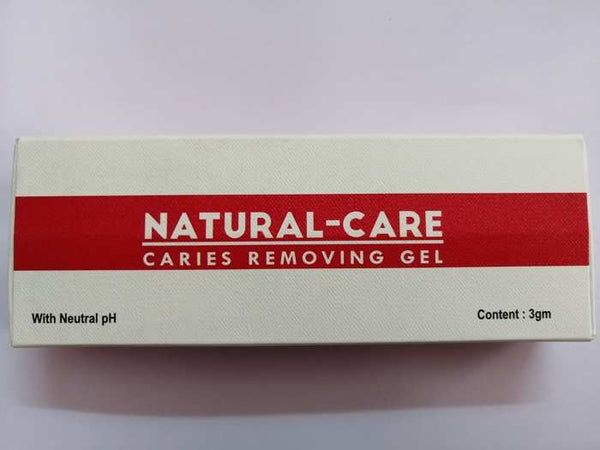 NATURAL-CARE
CARIES REMOVING GEL
With Neutral pH
Content : 3gm